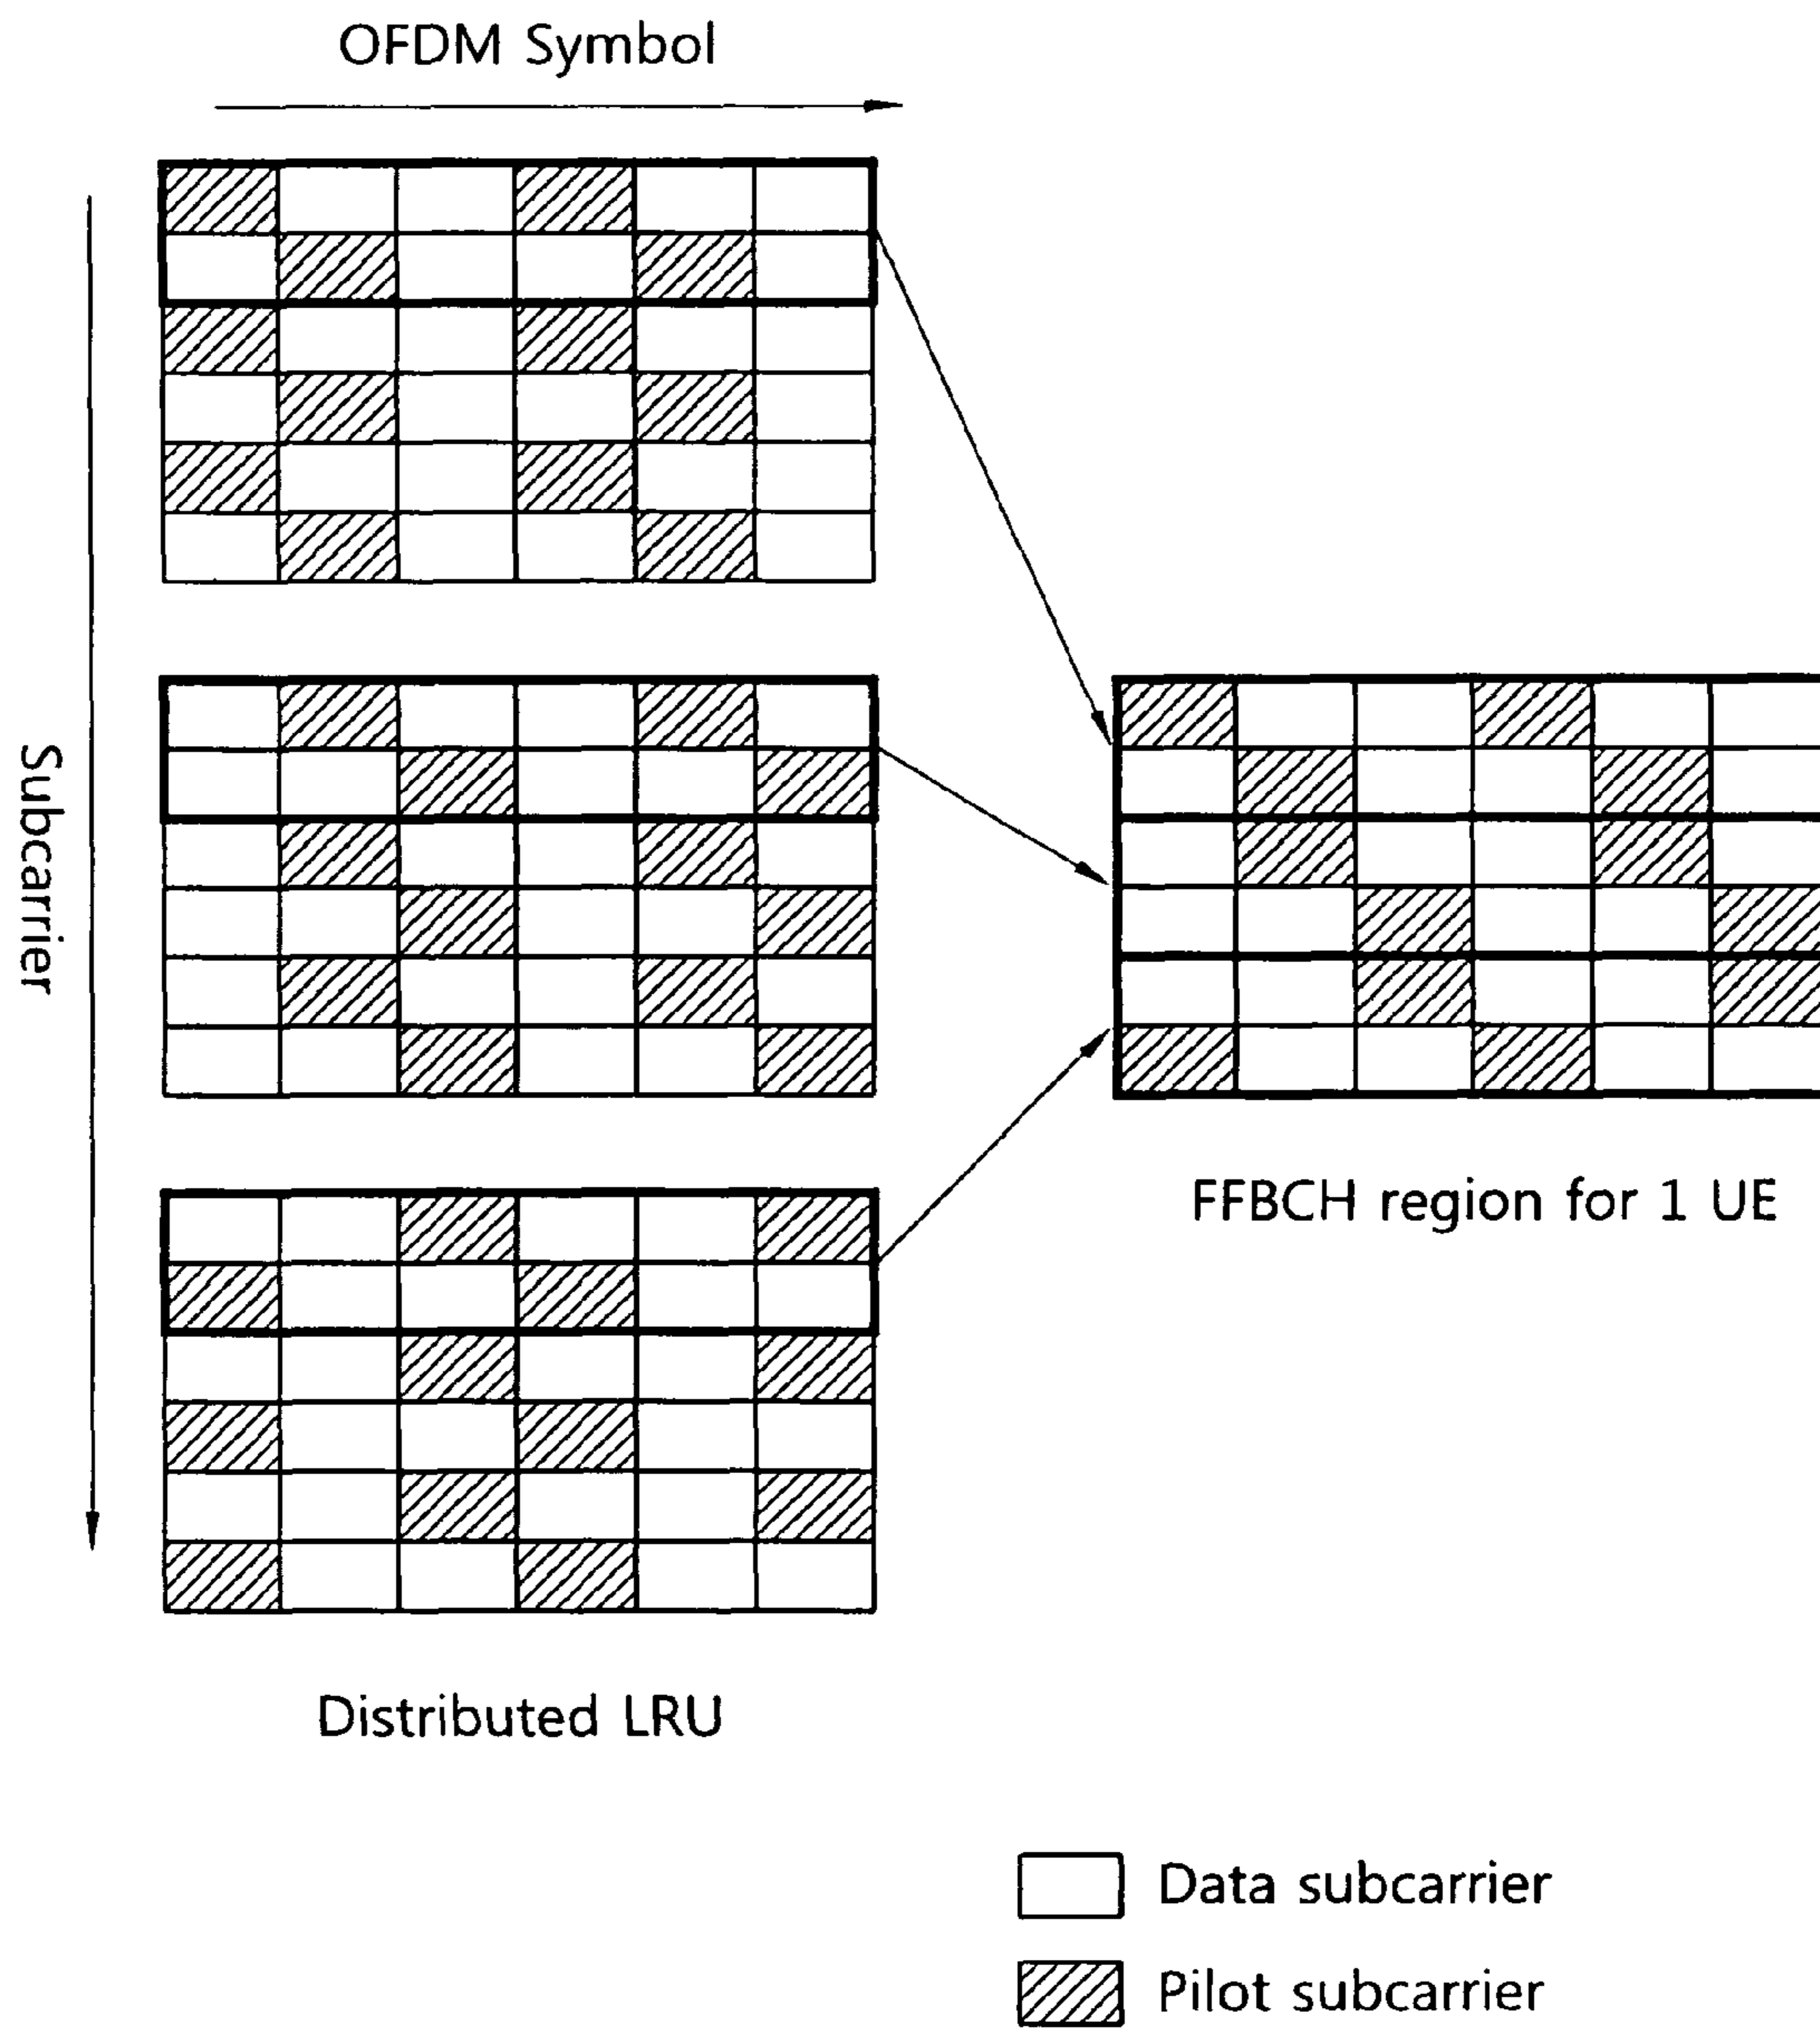 OFDM Symbol
Subcarrier
FFBCH region for 1 UE
Distributed LRU
Data subcarrier
Pilot subcarrier